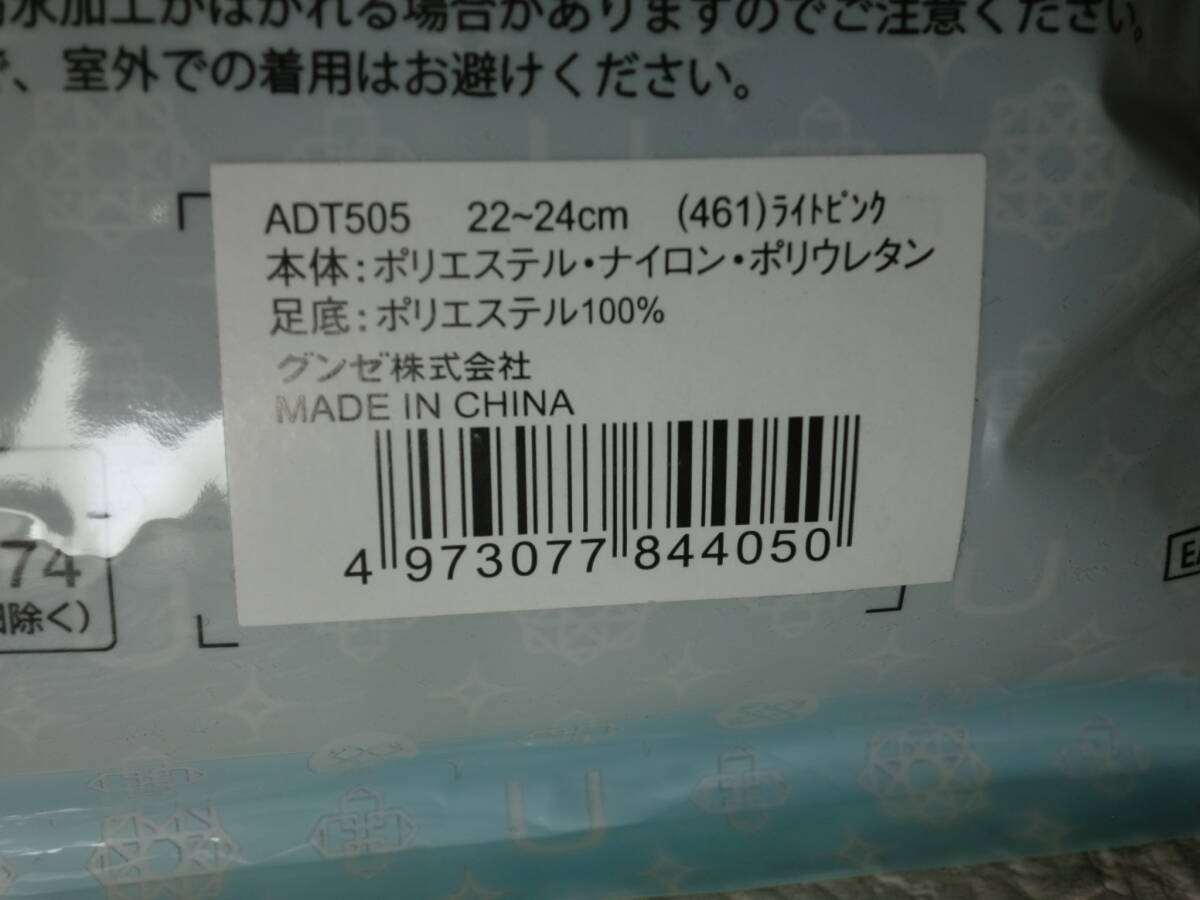 水加工がはがれる場合がありますのでご注意ください。
、室外での着用はお避けください。
ADT505 22~24cm (461)ﾗｲﾄﾋﾟﾝｸ
本体:ポリエステル・ナイロン・ポリウレタン
足底:ポリエステル100%
グンゼ株式会社
MADE IN CHINA
4 973077 844050
74
除く)